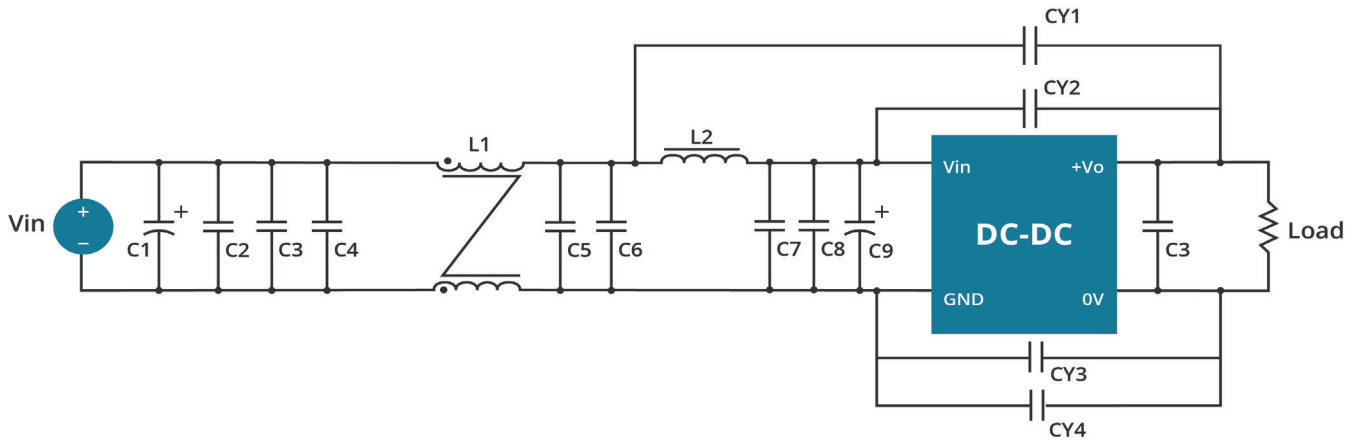 CY1
CY2
L1
L2
Vin
+
−
+
C1
C2
C3
C4
C5
C6
C7
C8
+
C9
Vin
+Vo
DC-DC
GND
0V
C3
Load
CY3
CY4